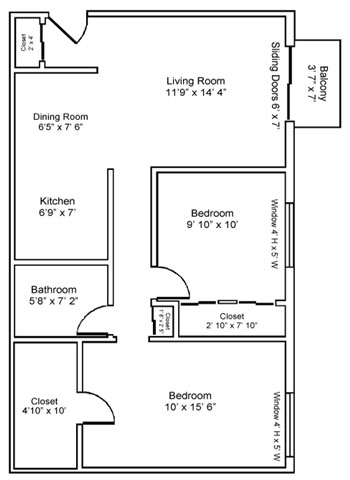 Closet
2' x 4'
Living Room
11'9" x 14' 4"
Sliding Doors 6' x 7'
Balcony
3' 7"x 7'
Dining Room
6'5" x 7' 6"
Kitchen
6'9" x 7'
Bedroom
9' 10" x 10'
Window 4' H x 5' W
Bathroom
5'8" x 7' 2"
Closet
1' 8"x 2' 5"
Closet
2' 10" x 7' 10"
Closet
4'10" x 10'
Bedroom
10' x 15' 6"
Window 4' H x 5' W